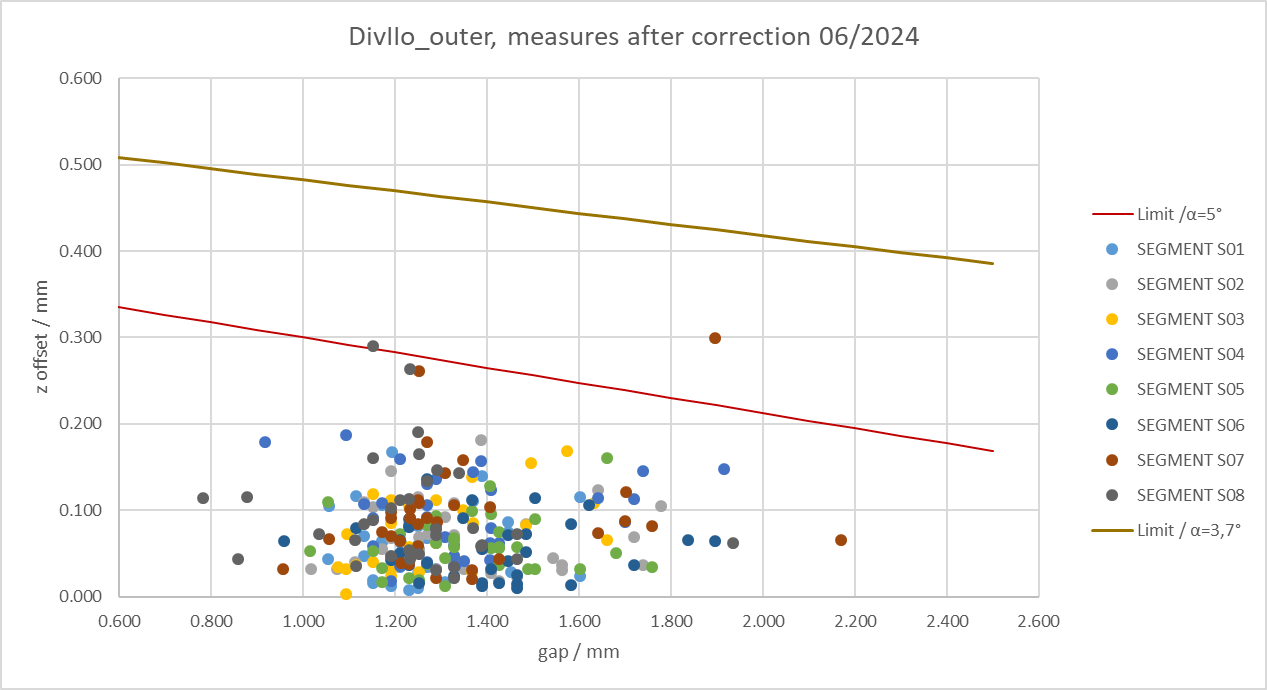 DivIIo_outer, measures after correction 06/2024
0.600
0.500
0.400
0.300
0.200
0.100
0.000
z offset / mm
0.600 0.800 1.000 1.200 1.400 1.600 1.800 2.000 2.200 2.400 2.600
gap / mm
Limit /α=5°
SEGMENT S01
SEGMENT S02
SEGMENT S03
SEGMENT S04
SEGMENT S05
SEGMENT S06
SEGMENT S07
SEGMENT S08
Limit / α=3,7°